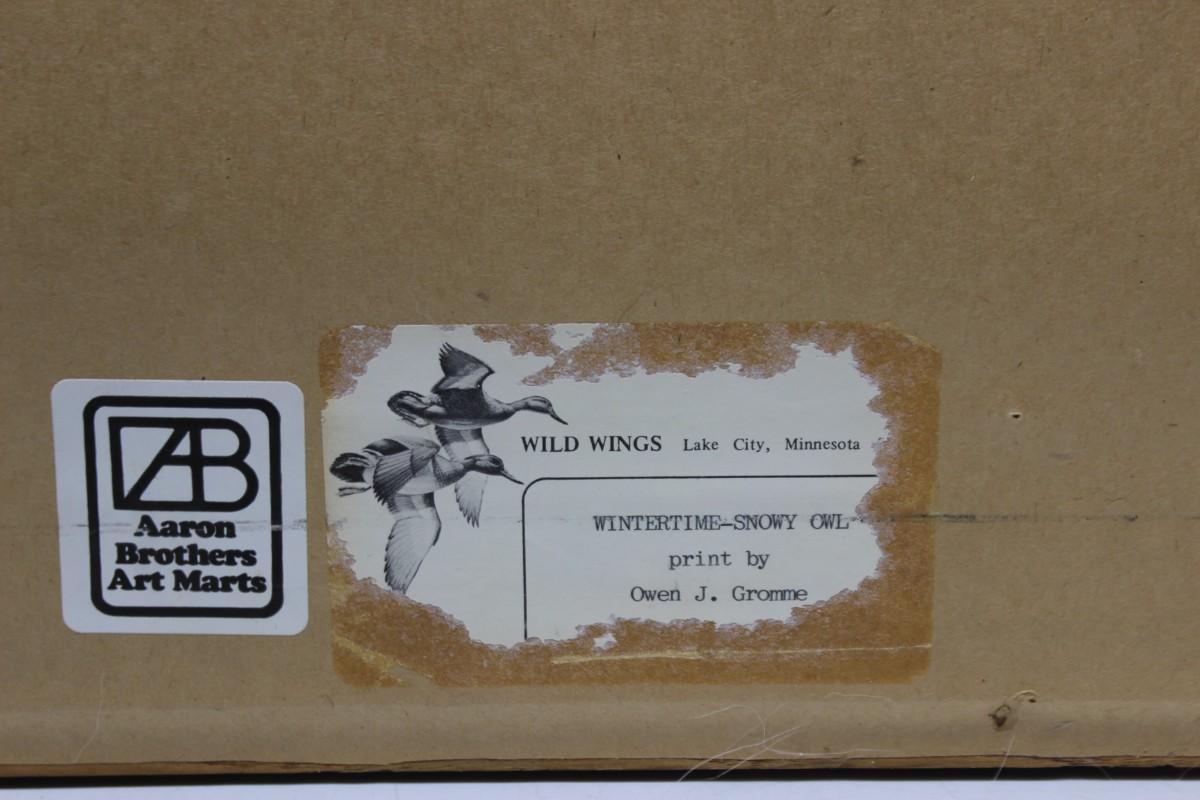 AB
Aaron
Brothers
Art Marts
WILD WINGS Lake City, Minnesota
WINTERTIME-SNOWY OWL
print by
Owen J. Gromme